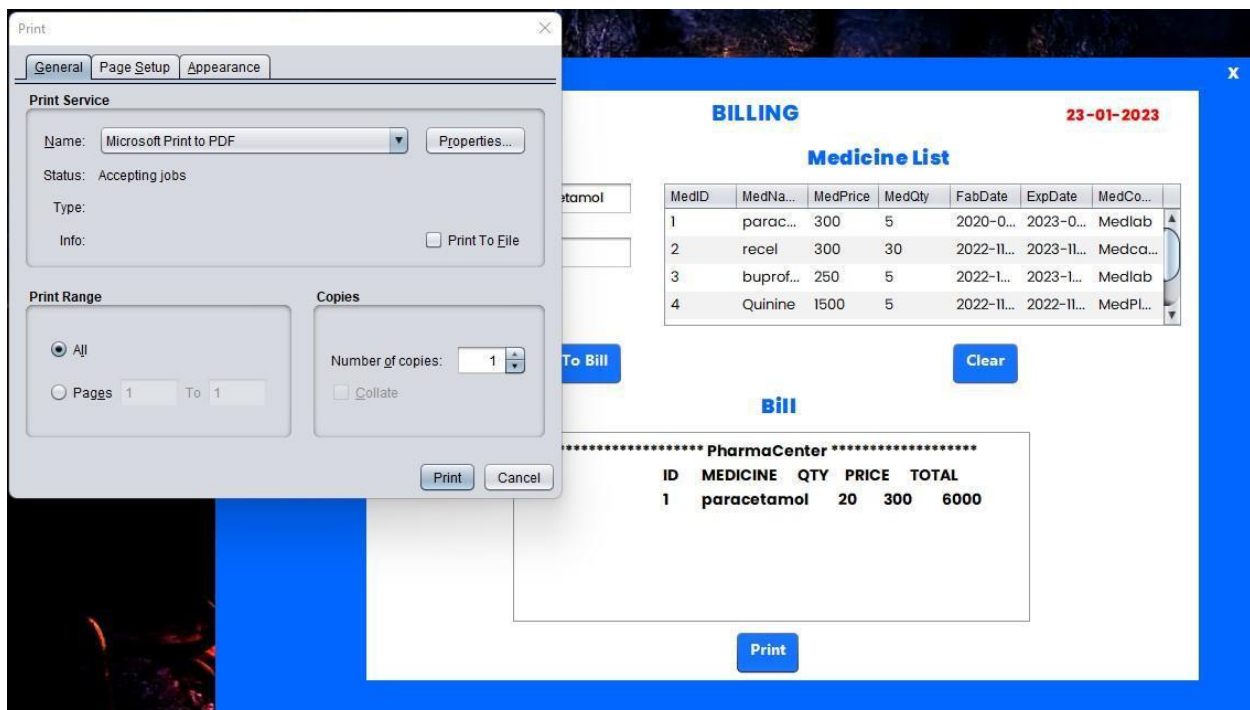 Print
General Page Setup Appearance
Print Service
Name: Microsoft Print to PDF Properties...
Status: Accepting jobs
Type:
Info: Print To File
Print Range
All
Pages 1 To 1
Copies
Number of copies: 1
Collate
Print Cancel
x
BILLING 23-01-2023
Medicine List
etamol
MedID MedNa... MedPrice MedQty FabDate ExpDate MedCo...
1 parac... 300 5 2020-0... 2023-0... Medlab
2 recel 300 30 2022-11... 2023-11... Medca...
3 buprof... 250 5 2022-1... 2023-1... Medlab
4 Quinine 1500 5 2022-11... 2022-11... MedPl...
To Bill Clear
Bill
******************** PharmaCenter *******************
ID MEDICINE QTY PRICE TOTAL
1 paracetamol 20 300 6000
Print